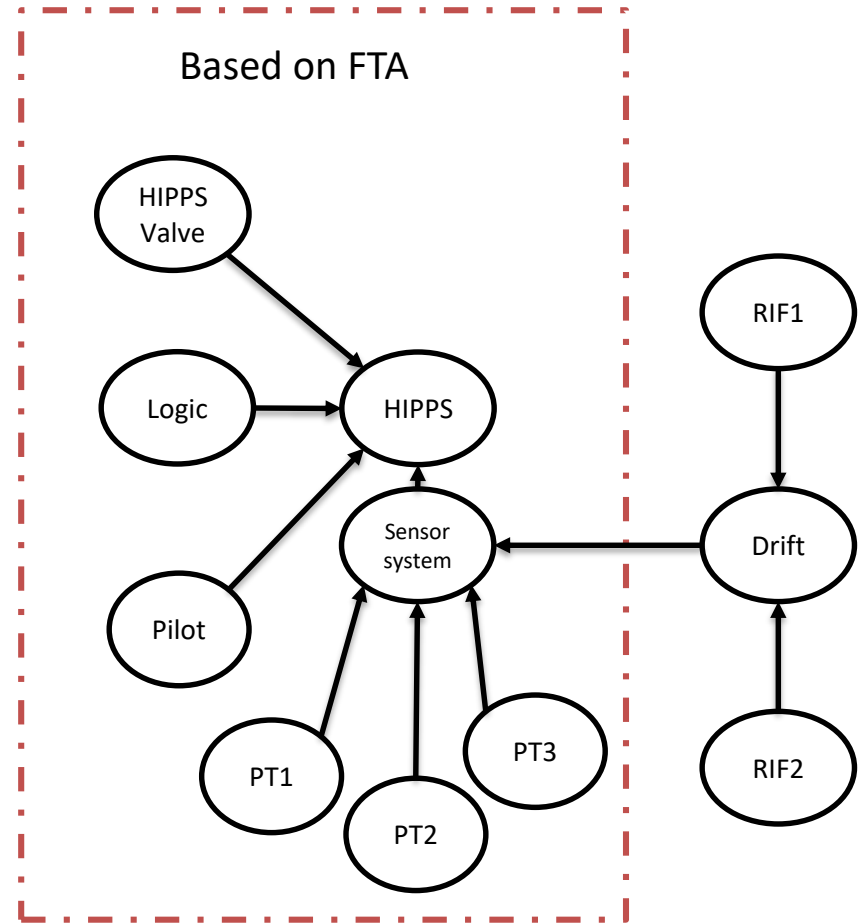 Based on FTA
HIPPS
Valve
RIF1
Logic
HIPPS
Sensor
system
Drift
Pilot
PT3
PT1
RIF2
PT2